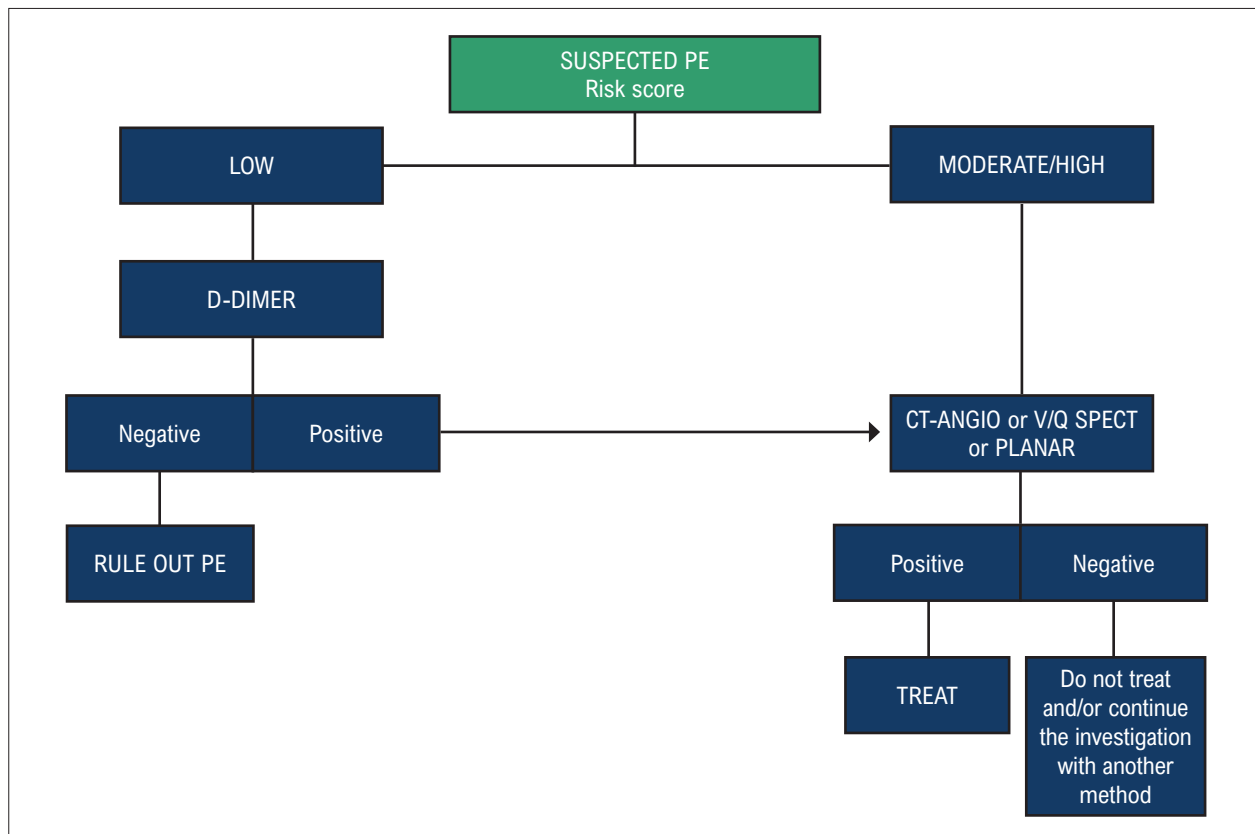 SUSPECTED PE
Risk score
LOW
MODERATE/HIGH
D-DIMER
Negative
Positive
CT-ANGIO or V/Q SPECT
or PLANAR
RULE OUT PE
Positive
Negative
TREAT
Do not treat
and/or continue
the investigation
with another
method